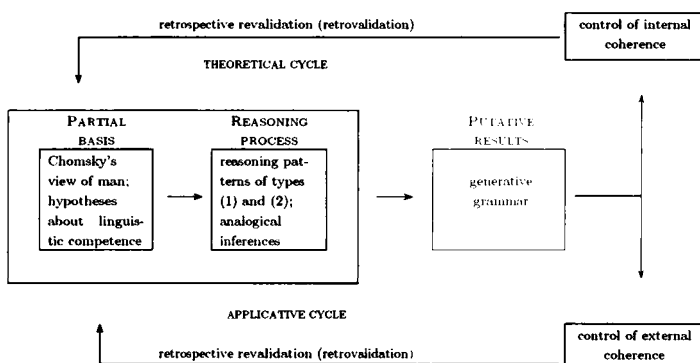 retrospective revalidation (retrovalidation)
control of internal
coherence
THEORETICAL CYCLE
PARTIAL
BASIS
REASONING
PROCESS
PUTATIVE
RESULTS
Chomsky's
view of man;
hypotheses
about linguis-
tic competence
reasoning pat-
terns of types
(1) and (2);
analogical
inferences
generative
grammar
APPLICATIVE CYCLE
retrospective revalidation (retrovalidation)
control of external
coherence